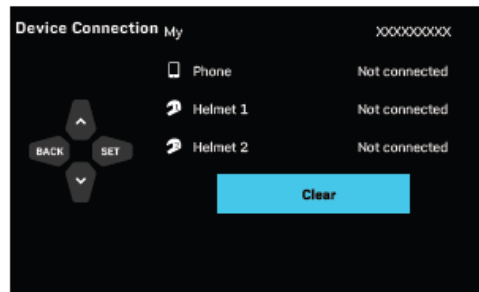 Device Connection My XXXXXXXXX
Phone Not connected
Helmet 1 Not connected
BACK SET Helmet 2 Not connected
Clear